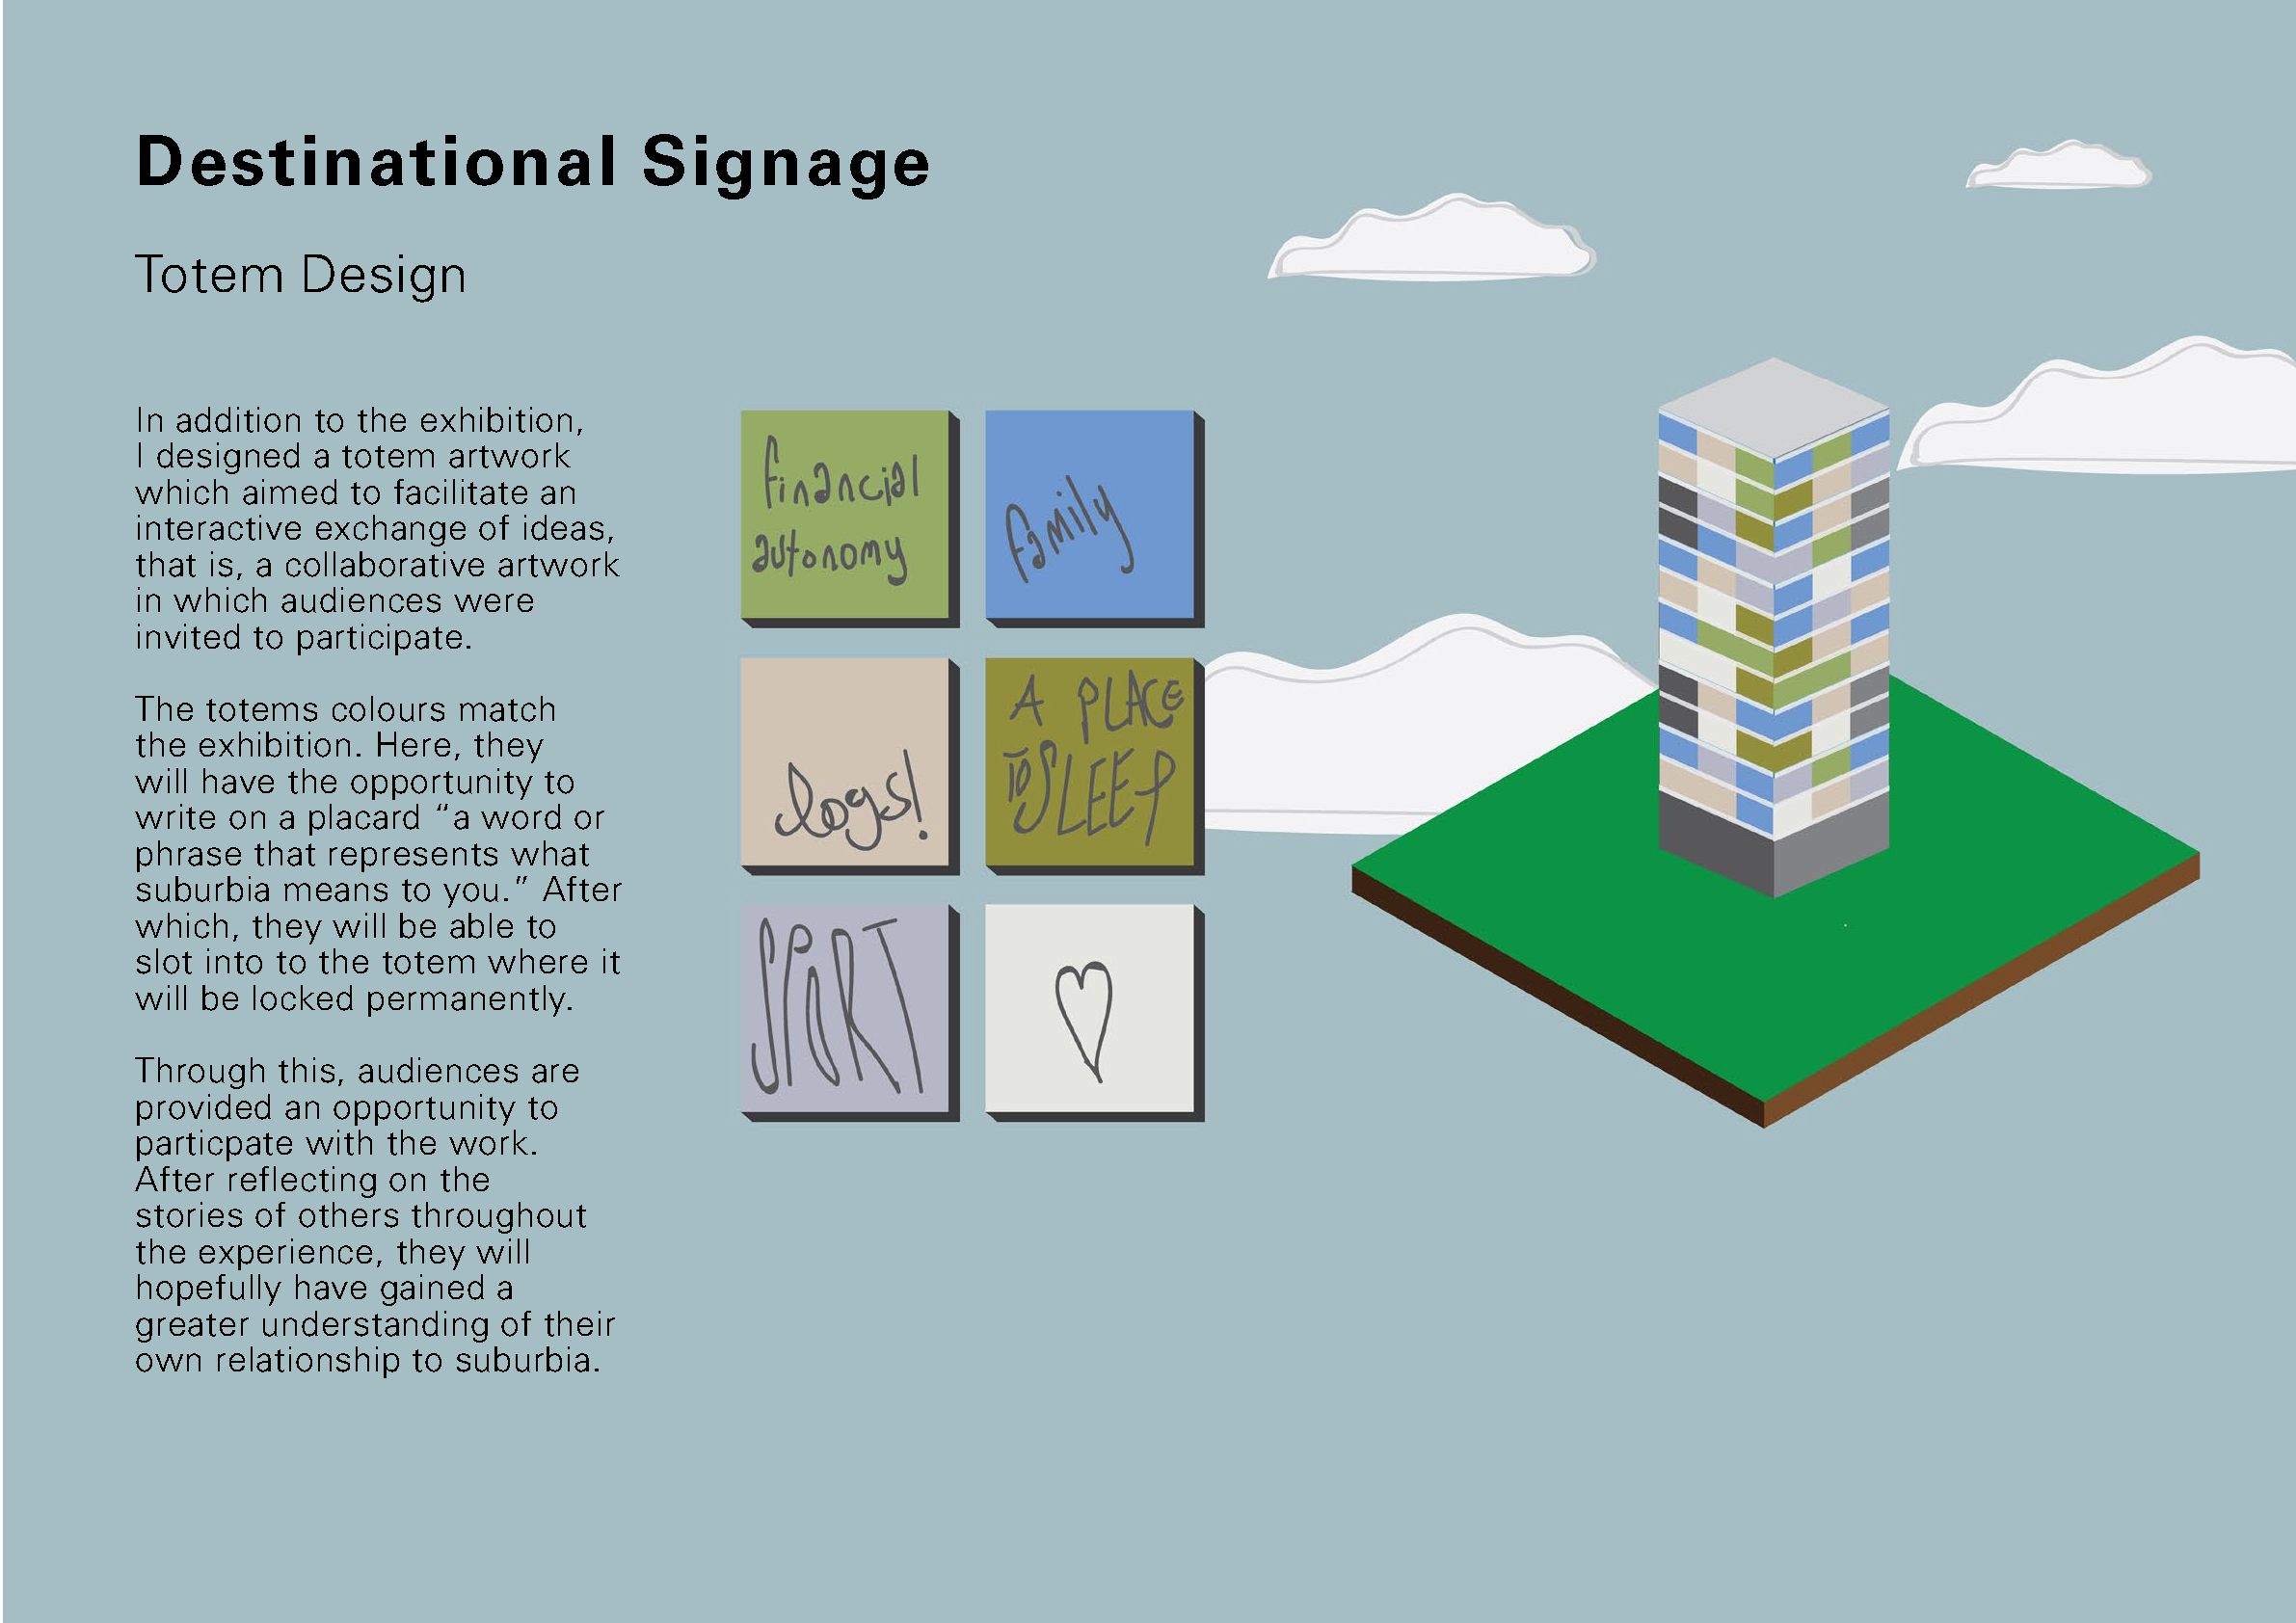 Destinational Signage
Totem Design
In addition to the exhibition,
I designed a totem artwork
which aimed to facilitate an
interactive exchange of ideas,
that is, a collaborative artwork
in which audiences were
invited to participate.
The totems colours match
the exhibition. Here, they
will have the opportunity to
write on a placard “a word or
phrase that represents what
suburbia means to you.” After
which, they will be able to
slot into to the totem where it
will be locked permanently.
Through this, audiences are
provided an opportunity to
particpate with the work.
After reflecting on the
stories of others throughout
the experience, they will
hopefully have gained a
greater understanding of their
own relationship to suburbia.
financial
autonomy
family
dogs!
A PLACE
TO SLEEP
SPORT